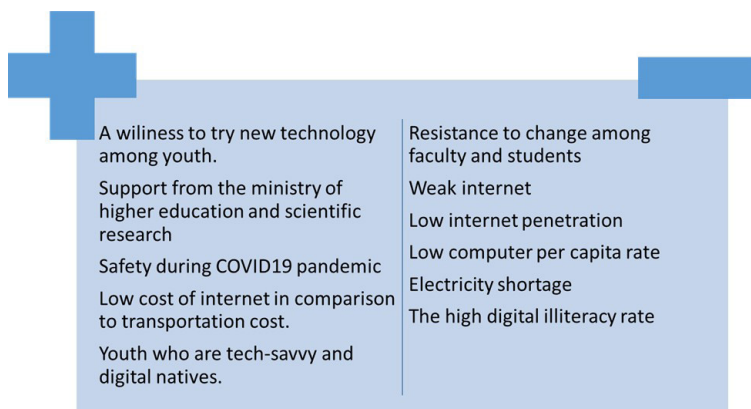 A wiliness to try new technology
among youth.
Support from the ministry of
higher education and scientific
research
Safety during COVID19 pandemic
Low cost of internet in comparison
to transportation cost.
Youth who are tech-savvy and
digital natives.
Resistance to change among
faculty and students
Weak internet
Low internet penetration
Low computer per capita rate
Electricity shortage
The high digital illiteracy rate